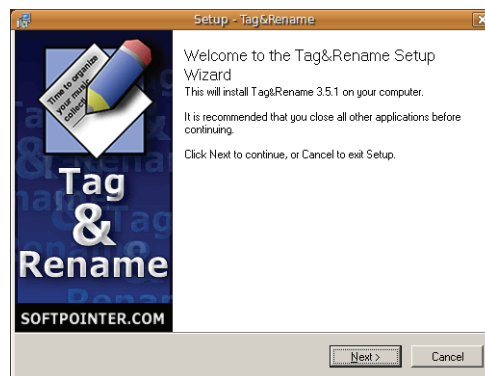 Setup - Tag&Rename
Time to organize
your music
collecti
Tag
&
Rename
SOFTPOINTER.COM
Welcome to the Tag&Rename Setup
Wizard
This will install Tag&Rename 3.5.1 on your computer.
It is recommended that you close all other applications before
continuing.
Click Next to continue, or Cancel to exit Setup.
Next >
Cancel